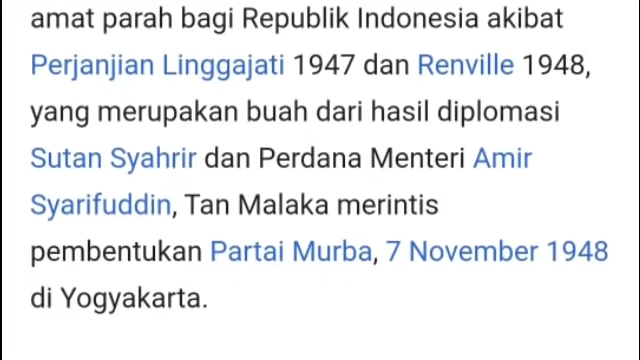 amat parah bagi Republik Indonesia akibat
Perjanjian Linggajati 1947 dan Renville 1948,
yang merupakan buah dari hasil diplomasi
Sutan Syahrir dan Perdana Menteri Amir
Syarifuddin, Tan Malaka merintis
pembentukan Partai Murba, 7 November 1948
di Yogyakarta.